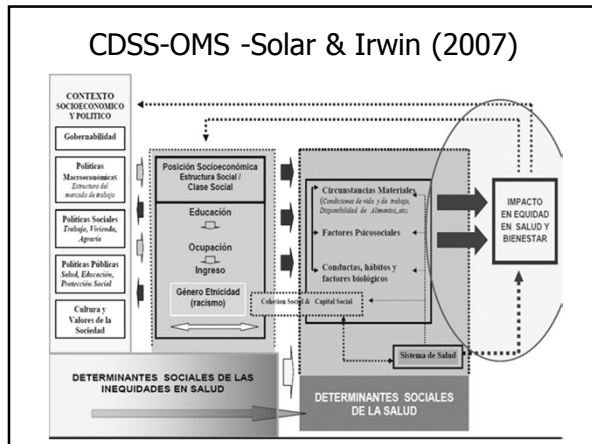 CDSS-OMS -Solar & Irwin (2007)
CONTEXTO
SOCIOECONOMICO
Y POLITICO
Gobernabilidad
Políticas
Macroeconómicas
Estructura del
mercado de trabajo
Políticas Sociales
Trabajo, Vivienda,
Agraria
Políticas Públicas
Salud, Educación,
Protección Social
Cultura y
Valores de la
Sociedad
Posición Socioeconómica
Estructura Social /
Clase Social
Educación
Ocupación
Ingreso
Género Etnicidad
(racismo)
Cohesion Social & Capital Social
Circunstancias Materiales
(Condiciones de vida y de trabajo,
Disponibilidad de Alimentos, etc)
Factores Psicosociales
Conductas, hábitos y
factores biológicos
Sistema de Salud
IMPACTO
EN EQUIDAD
EN SALUD Y
BIENESTAR
DETERMINANTES SOCIALES DE LAS
INEQUIDADES EN SALUD
DETERMINANTES SOCIALES
DE LA SALUD